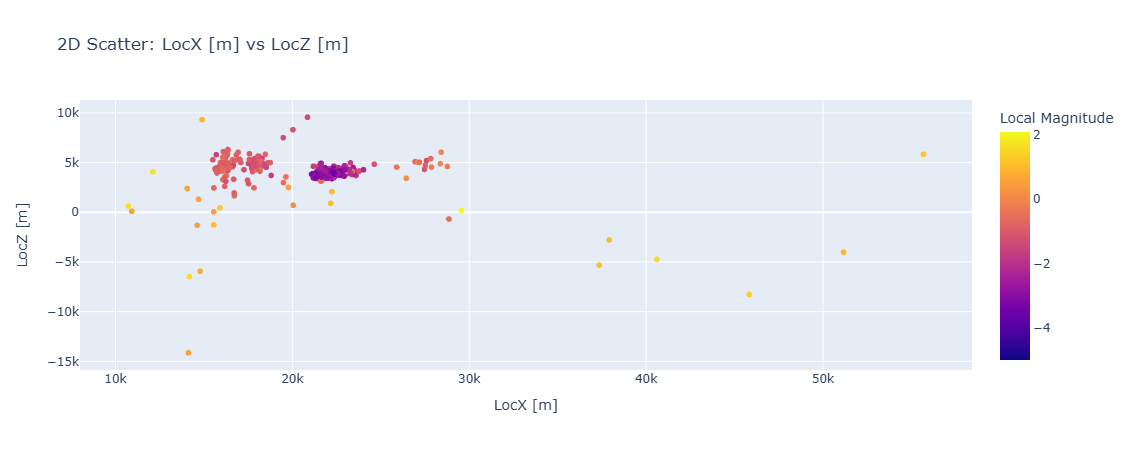 2D Scatter: LocX [m] vs LocZ [m]
Local Magnitude
10k
5k
0
−5k
−10k
−15k
LocZ [m]
10k 20k 30k 40k 50k
LocX [m]
2
0
−2
−4